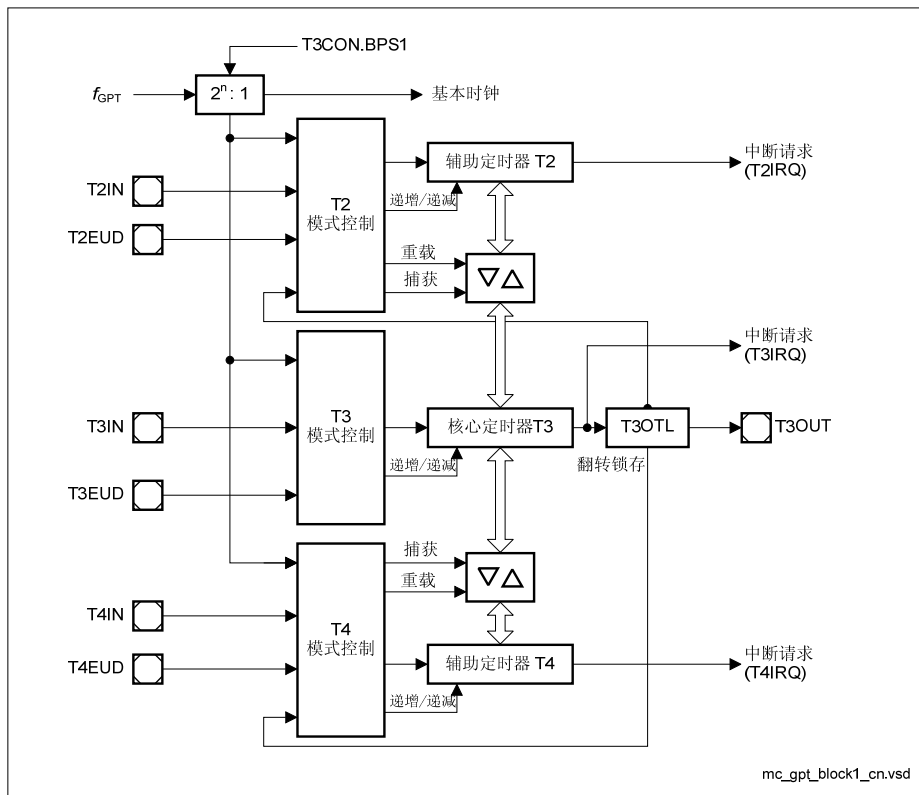 T3CON.BPS1
fGPT
2ⁿ : 1
基本时钟
T2IN
T2EUD
T2
模式控制
辅助定时器 T2
递增/递减
重载
捕获
中断请求
(T2IRQ)
中断请求
(T3IRQ)
T3IN
T3EUD
T3
模式控制
核心定时器T3
递增/递减
T3OTL
翻转锁存
T3OUT
T4IN
T4EUD
T4
模式控制
捕获
重载
辅助定时器 T4
递增/递减
中断请求
(T4IRQ)
mc_gpt_block1_cn.vsd